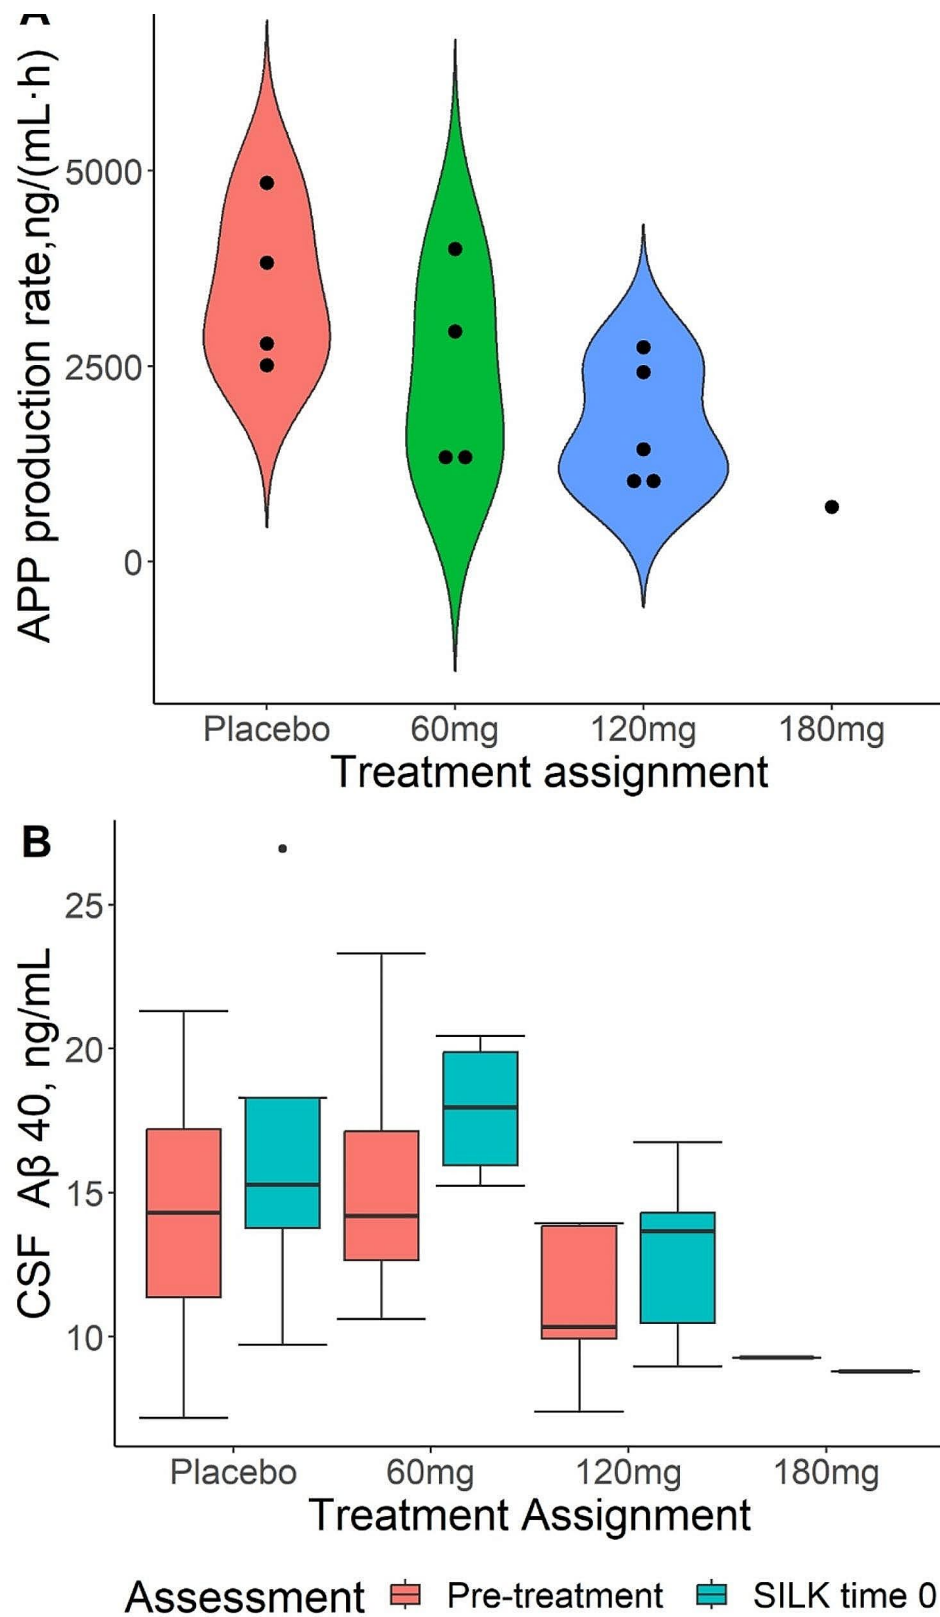 A
APP production rate,ng/(mL·h)
5000
2500
0
Placebo 60mg 120mg 180mg
Treatment assignment
B
CSF Aβ 40, ng/mL
25
20
15
10
Placebo 60mg 120mg 180mg
Treatment Assignment
Assessment Pre-treatment SILK time 0